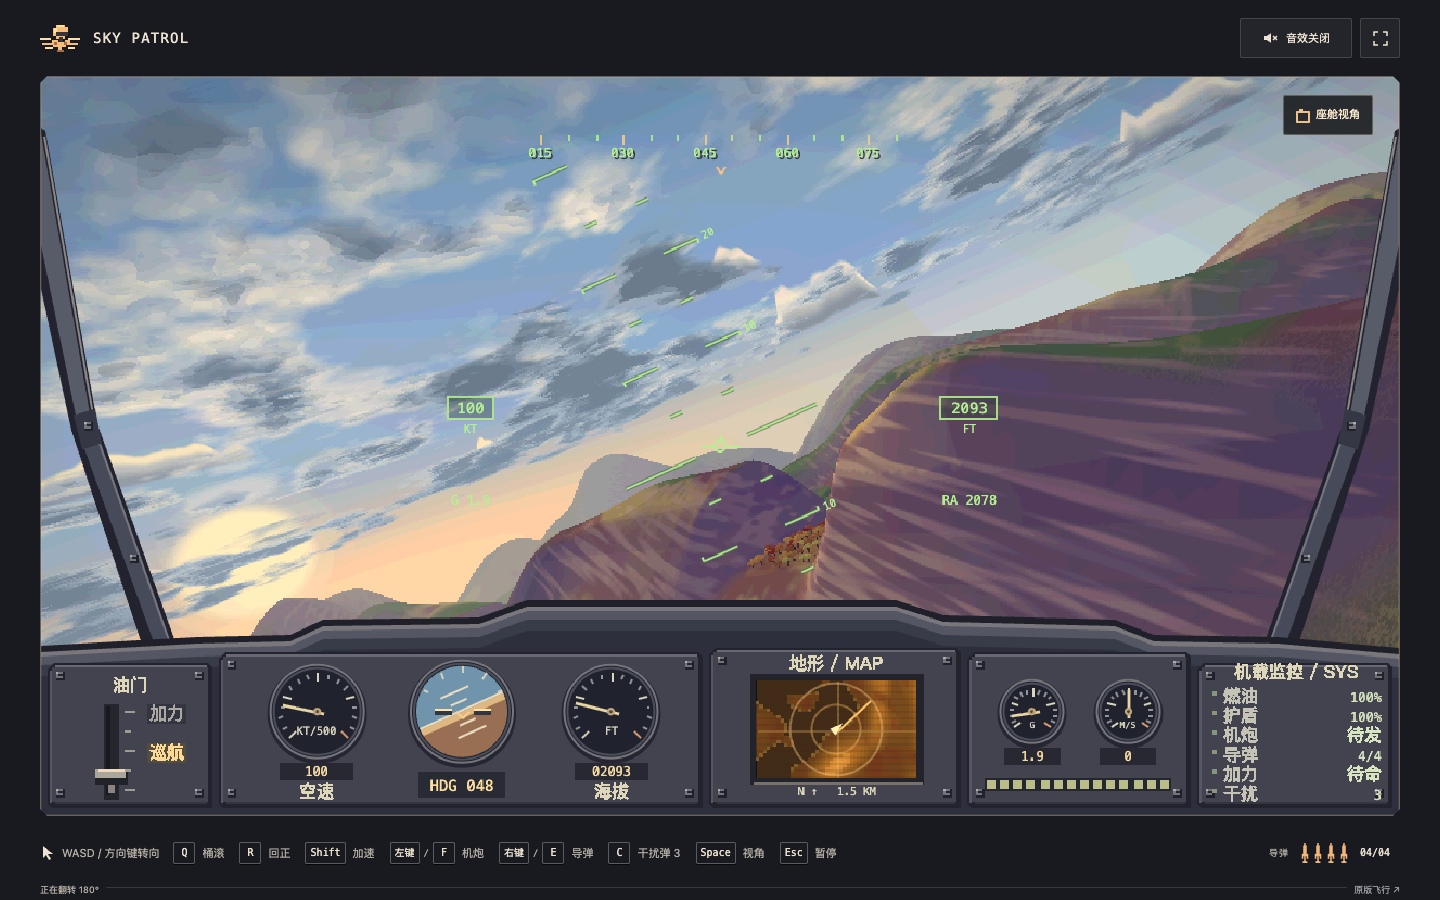 SKY PATROL
音效关闭
座舱视角
015 030 045 060 075
20
10
100
KT
2093
FT
G 1.9
RA 2078
10
油门
加力
巡航
KT/500
100
空速
HDG 048
FT
02093
海拔
地形 / MAP
N ↑ 1.5 KM
G
1.9
M/S
0
机载监控 / SYS
燃油 100%
护盾 100%
机炮 待发
导弹 4/4
加力 待命
干扰 3
WASD / 方向键转向 Q 桶滚 R 回正 Shift 加速 左键 / F 机炮 右键 / E 导弹 C 干扰弹 3 Space 视角 Esc 暂停
导弹 04/04
正在翻转 180°
原版飞行 ↗